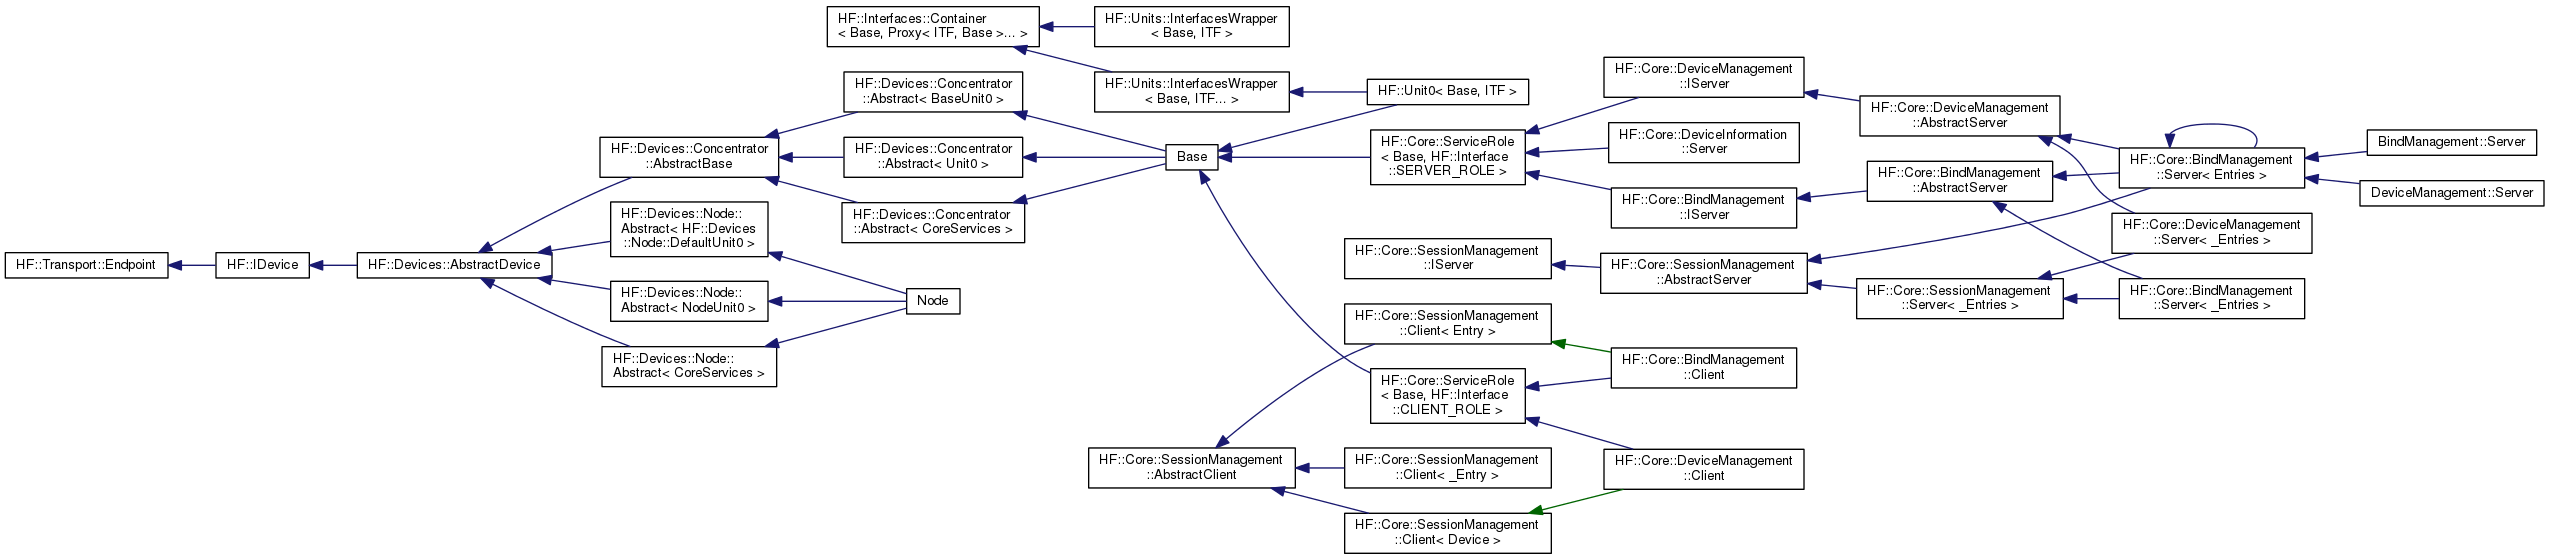 HF::Interfaces::Container
< Base, Proxy< ITF, Base >... >
HF::Units::InterfacesWrapper
< Base, ITF >
HF::Units::InterfacesWrapper
< Base, ITF... >
HF::Unit0< Base, ITF >
HF::Devices::Concentrator
::Abstract< BaseUnit0 >
HF::Devices::Concentrator
::AbstractBase
HF::Devices::Concentrator
::Abstract< Unit0 >
HF::Devices::Concentrator
::Abstract< CoreServices >
Base
HF::Core::ServiceRole
< Base, HF::Interface
::SERVER_ROLE >
HF::Core::DeviceManagement
::IServer
HF::Core::DeviceInformation
::Server
HF::Core::BindManagement
::IServer
HF::Core::DeviceManagement
::AbstractServer
HF::Core::BindManagement
::AbstractServer
HF::Core::BindManagement
::Server< Entries >
BindManagement::Server
DeviceManagement::Server
HF::Core::DeviceManagement
::Server< _Entries >
HF::Core::BindManagement
::Server< _Entries >
HF::Transport::Endpoint
HF::IDevice
HF::Devices::AbstractDevice
HF::Devices::Node::
Abstract< HF::Devices
::Node::DefaultUnit0 >
HF::Devices::Node::
Abstract< NodeUnit0 >
HF::Devices::Node::
Abstract< CoreServices >
Node
HF::Core::SessionManagement
::IServer
HF::Core::SessionManagement
::AbstractServer
HF::Core::SessionManagement
::Server< _Entries >
HF::Core::SessionManagement
::Client< Entry >
HF::Core::BindManagement
::Client
HF::Core::ServiceRole
< Base, HF::Interface
::CLIENT_ROLE >
HF::Core::SessionManagement
::AbstractClient
HF::Core::SessionManagement
::Client< _Entry >
HF::Core::DeviceManagement
::Client
HF::Core::SessionManagement
::Client< Device >